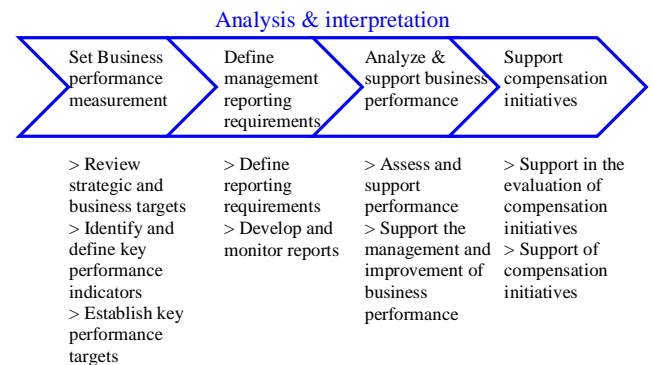 Analysis & interpretation
Set Business
performance
measurement
Define
management
reporting
requirements
Analyze &
support business
performance
Support
compensation
initiatives
> Review
strategic and
business targets
> Identify and
define key
performance
indicators
> Establish key
performance
targets
> Define
reporting
requirements
> Develop and
monitor reports
> Assess and
support
performance
> Support the
management and
improvement of
business
performance
> Support in the
evaluation of
compensation
initiatives
> Support of
compensation
initiatives